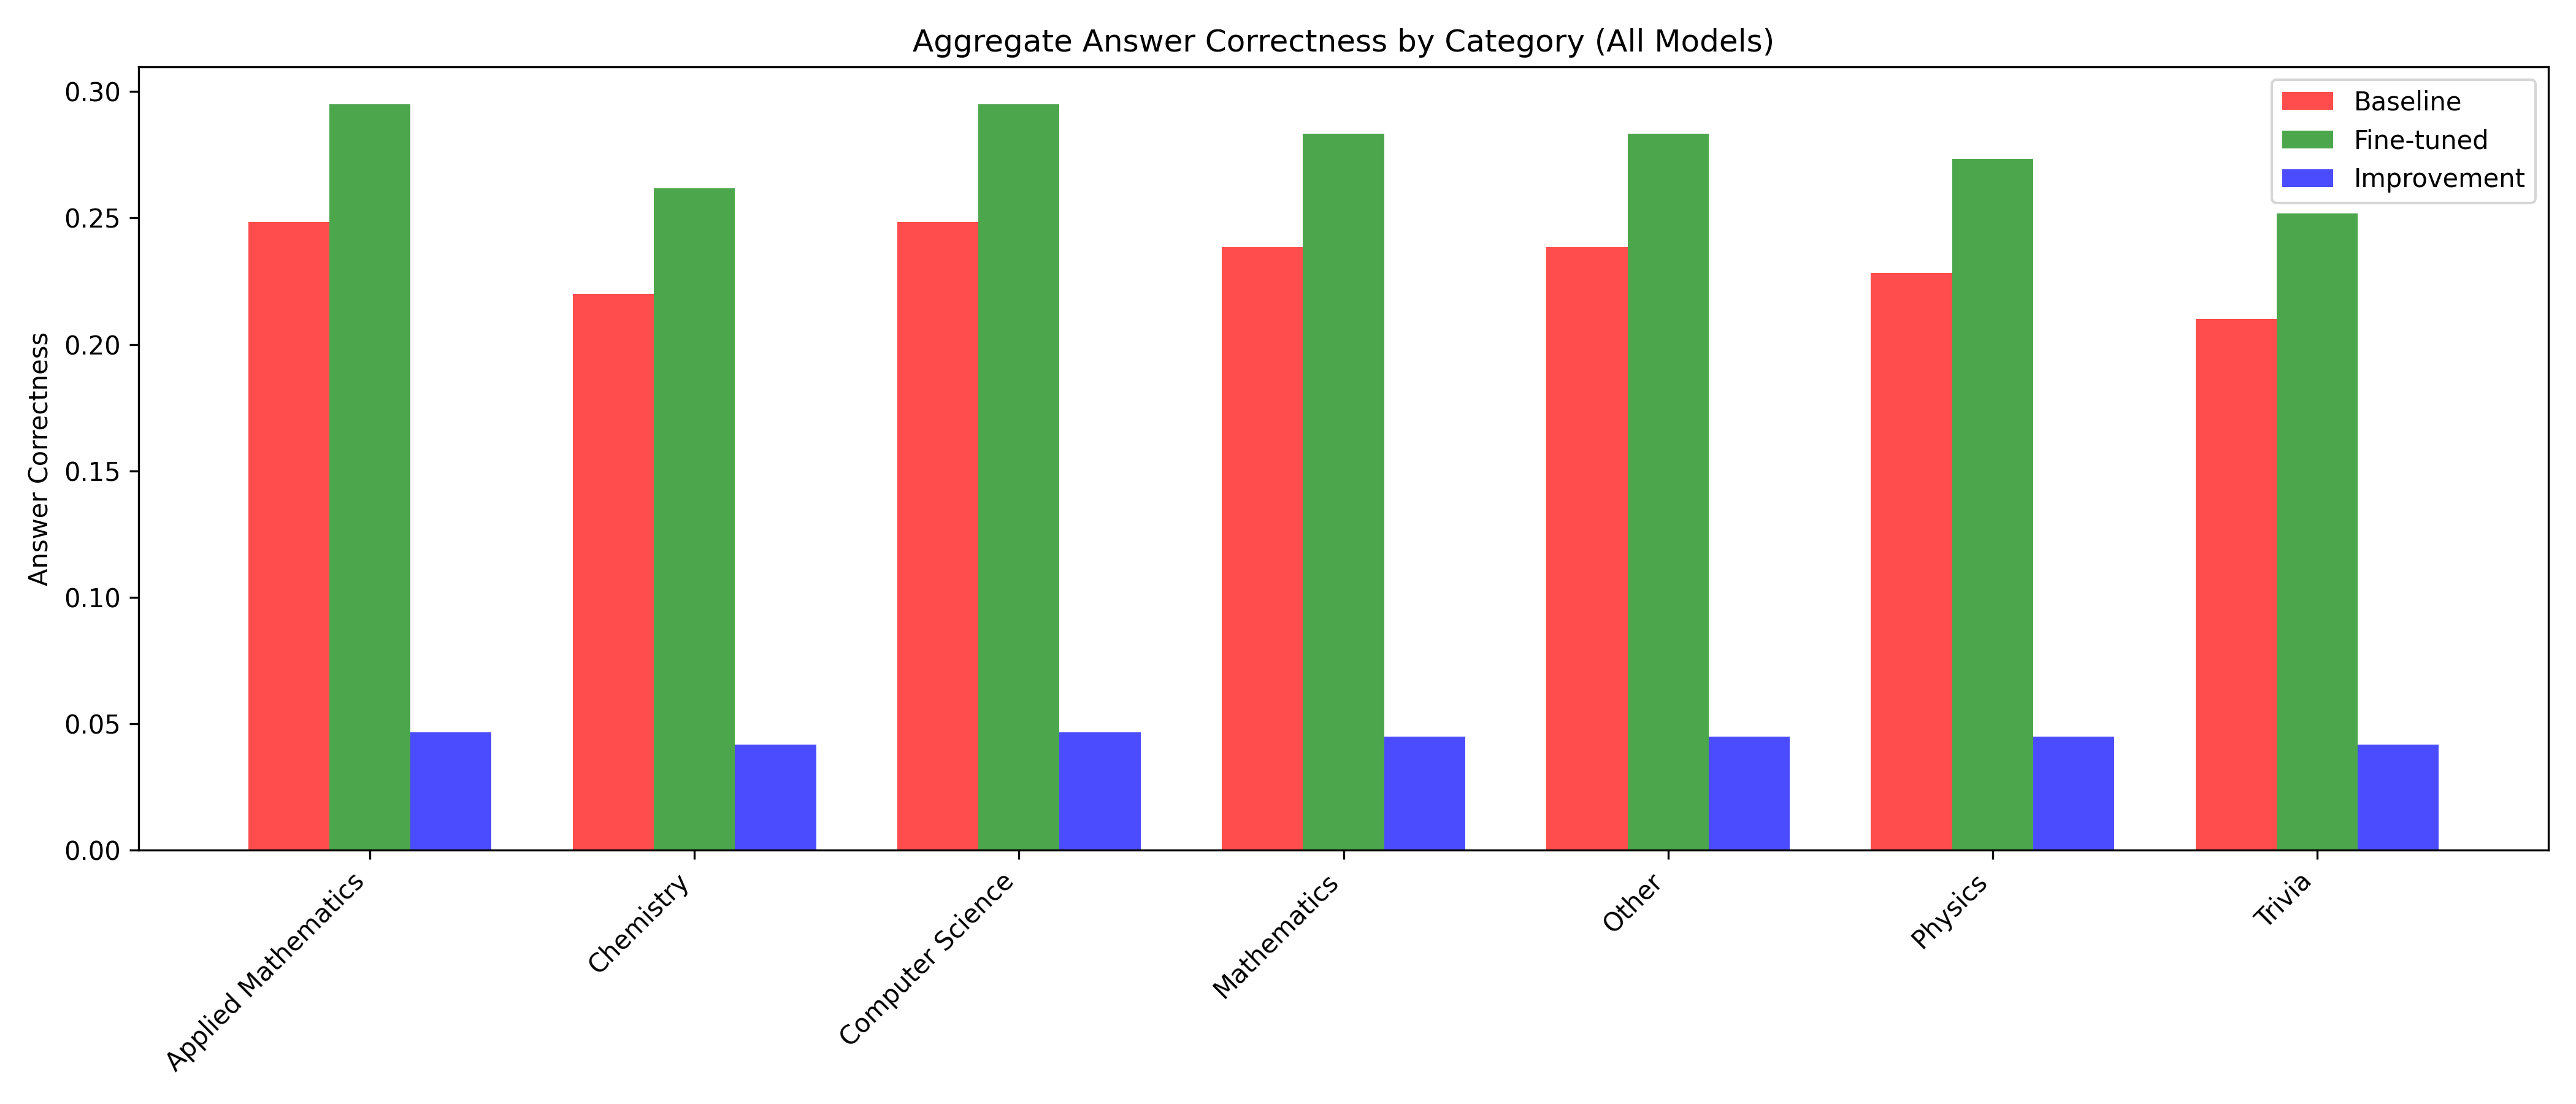 Aggregate Answer Correctness by Category (All Models)
Answer Correctness
0.30
0.25
0.20
0.15
0.10
0.05
0.00
Baseline
Fine-tuned
Improvement
Applied Mathematics
Chemistry
Computer Science
Mathematics
Other
Physics
Trivia